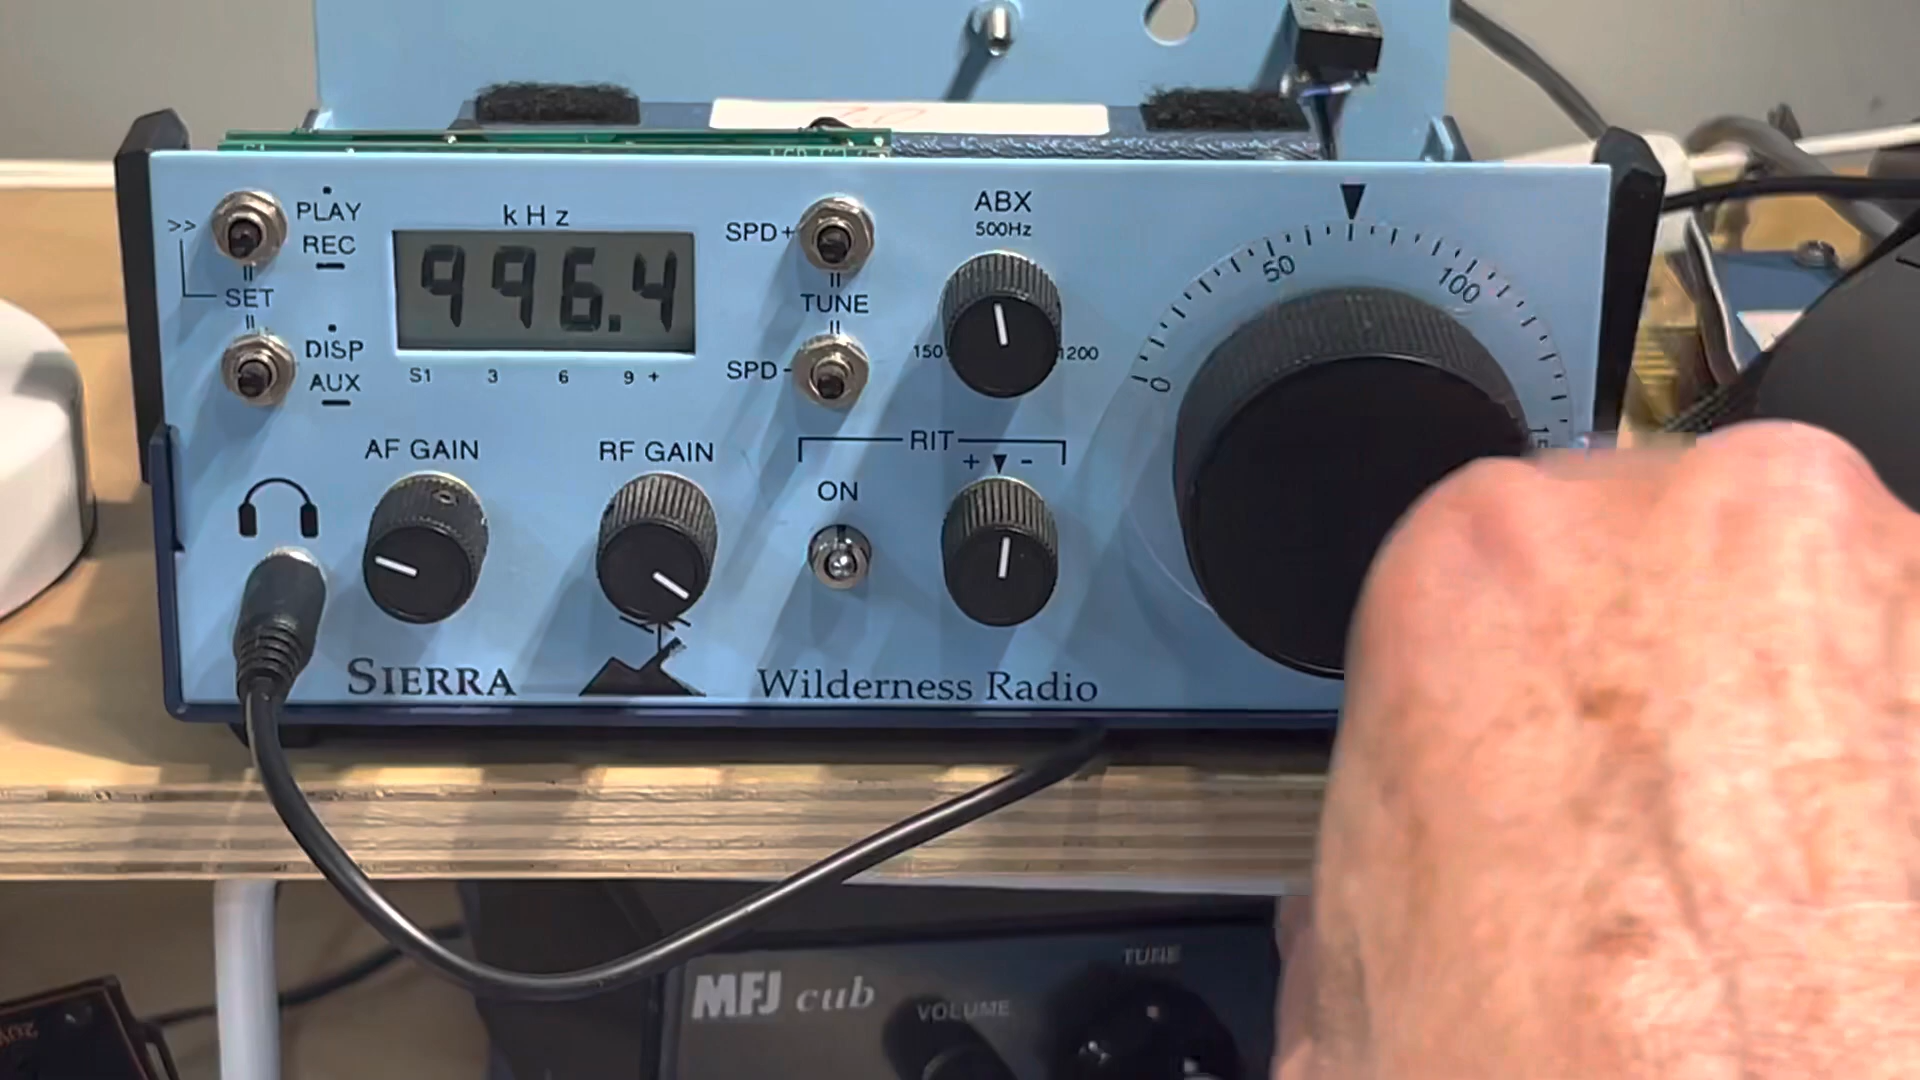 kHz
996.4
S1 3 6 9 +
>>
PLAY
REC
SET
DISP
AUX
SPD+
TUNE
SPD-
ABX
500Hz
150
1200
0
50
100
AF GAIN
RF GAIN
RIT
+ -
ON
SIERRA
Wilderness Radio
MFJ cub
VOLUME
TUNE